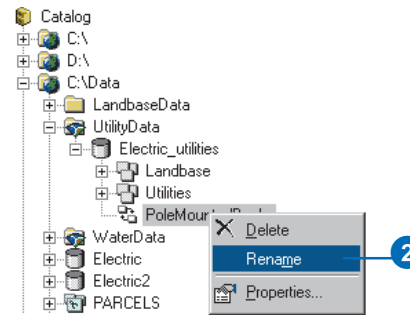 Catalog
C:\
D:\
C:\Data
LandbaseData
UtilityData
Electric_utilities
Landbase
Utilities
WaterData
Delete
Electric
Rename
2
Electric2
Properties...
PARCELS